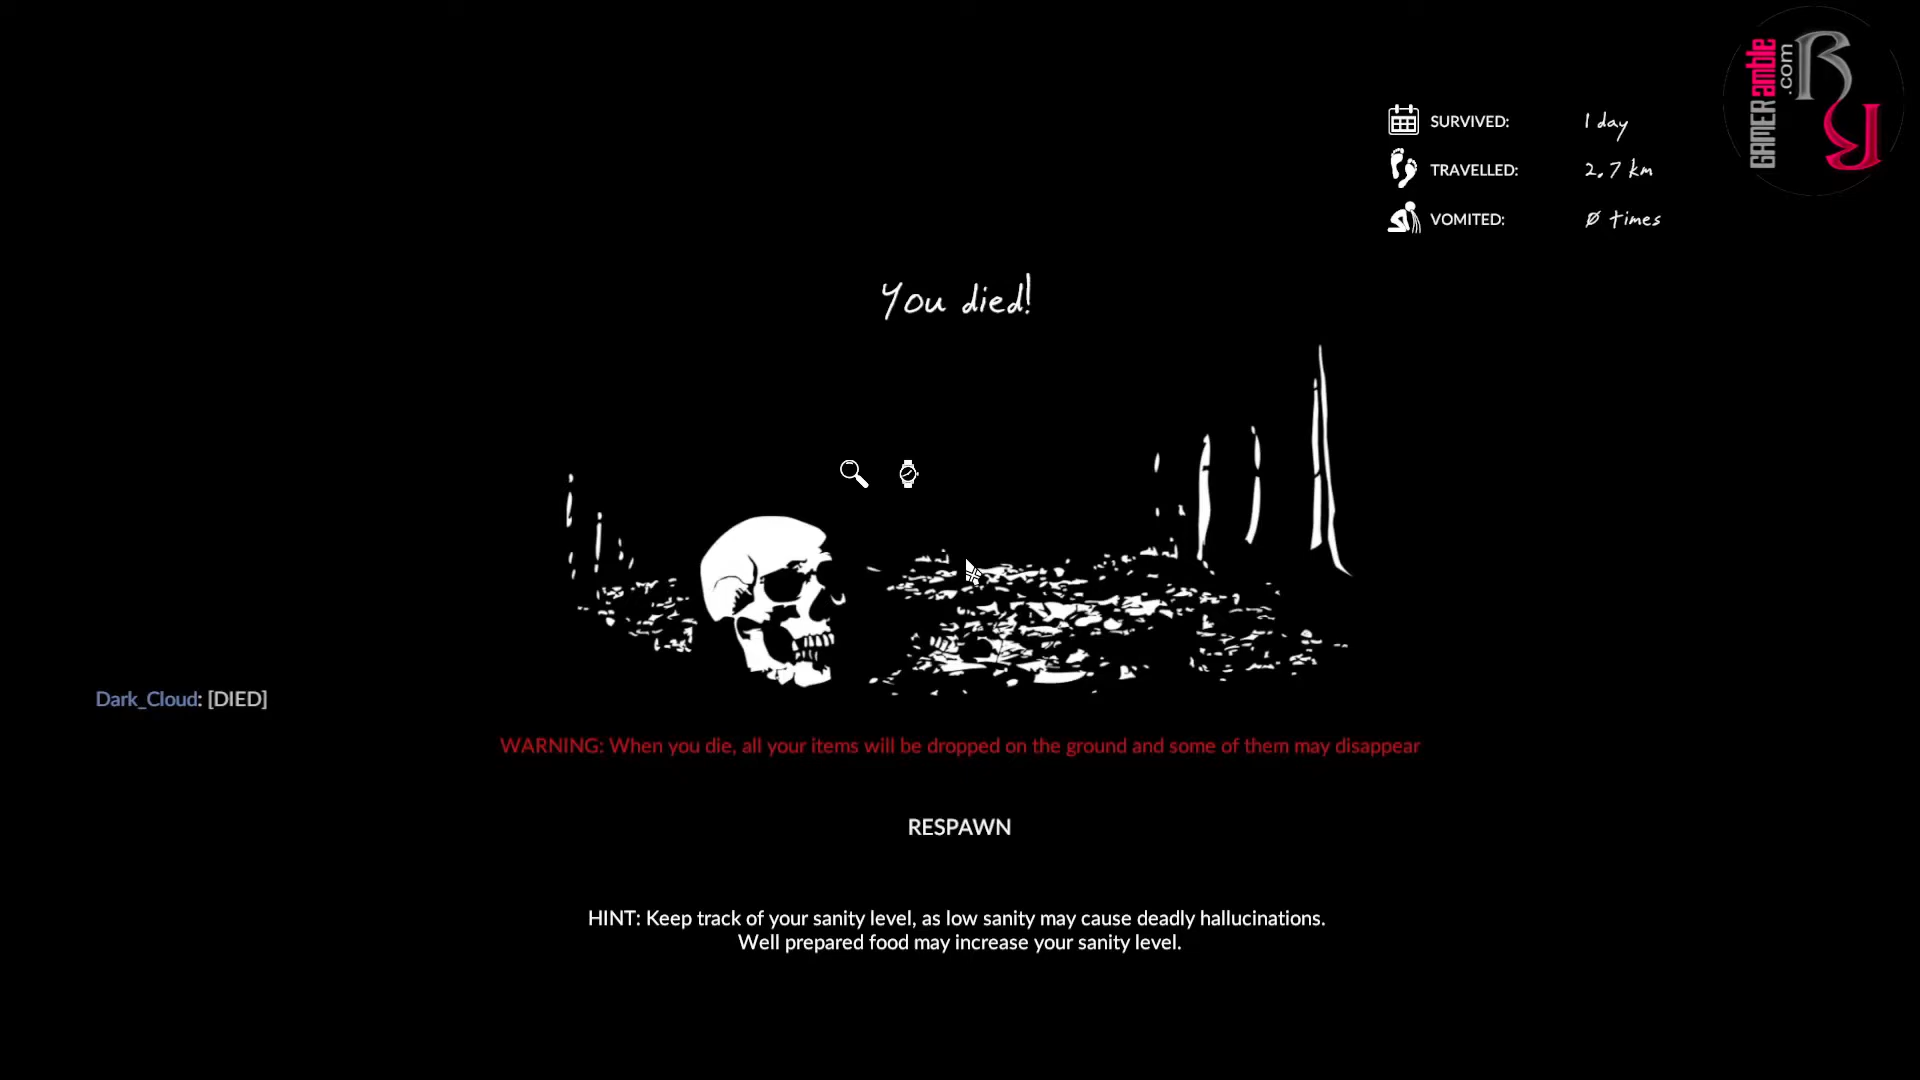 GAMERamble.com
SURVIVED: 1 day
TRAVELLED: 2.7 km
VOMITED: 0 times
You died!
Dark_Cloud: [DIED]
WARNING: When you die, all your items will be dropped on the ground and some of them may disappear
RESPAWN
HINT: Keep track of your sanity level, as low sanity may cause deadly hallucinations.
Well prepared food may increase your sanity level.